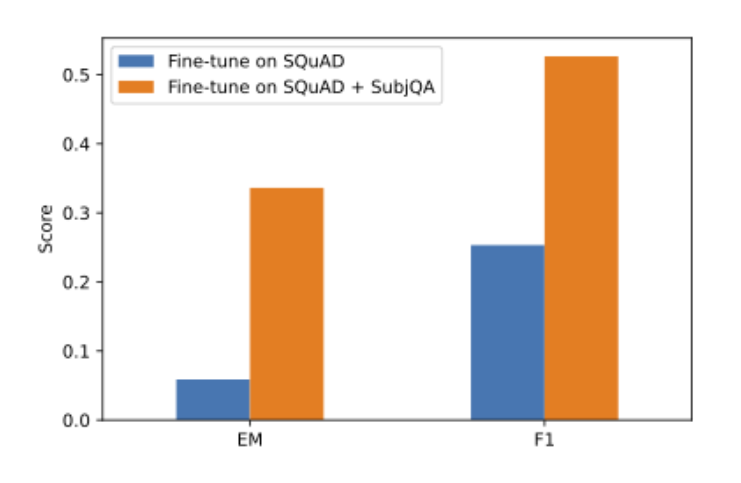 Fine-tune on SQuAD
Fine-tune on SQuAD + SubjQA
0.5
0.4
0.3
0.2
0.1
0.0
Score
EM F1